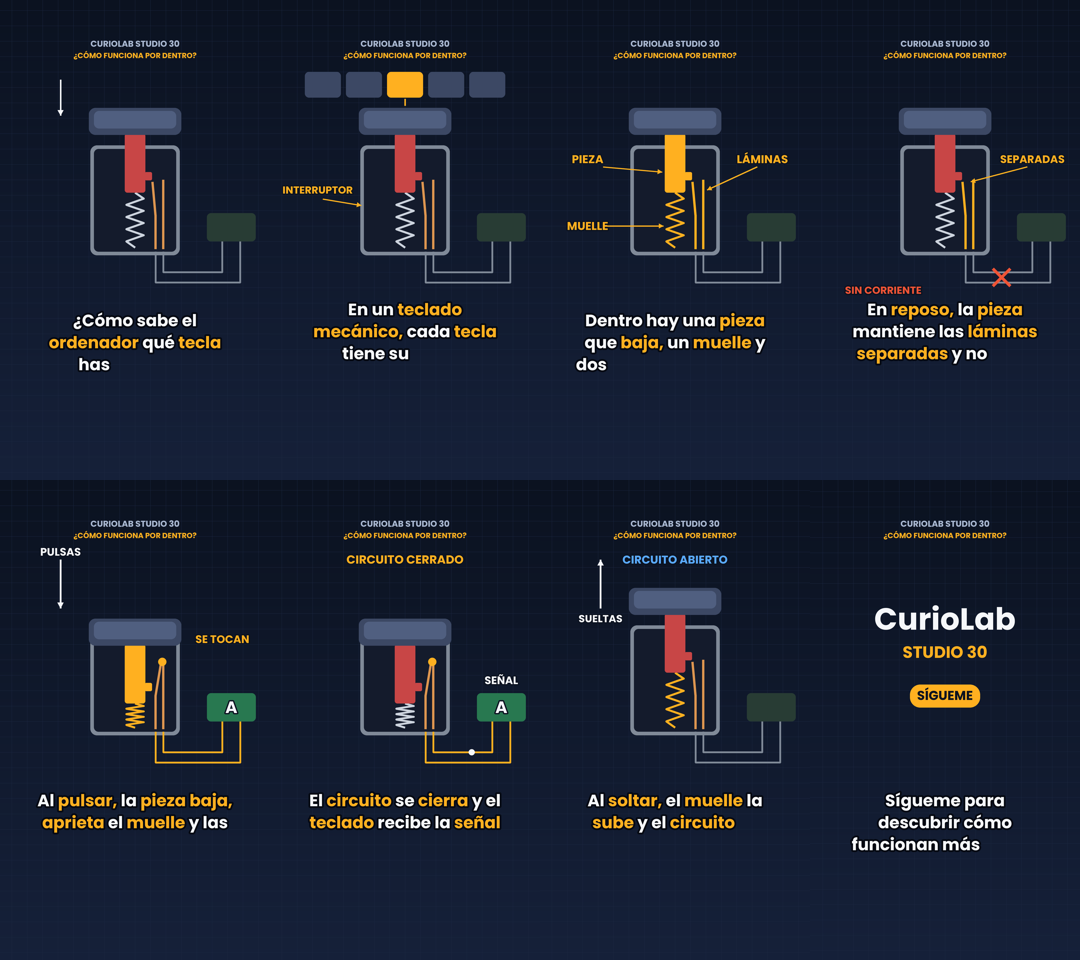 CURIOLAB STUDIO 30
¿CÓMO FUNCIONA POR DENTRO?
¿Cómo sabe el
ordenador qué tecla
has
CURIOLAB STUDIO 30
¿CÓMO FUNCIONA POR DENTRO?
INTERRUPTOR
En un teclado
mecánico, cada tecla
tiene su
CURIOLAB STUDIO 30
¿CÓMO FUNCIONA POR DENTRO?
PIEZA
LÁMINAS
MUELLE
Dentro hay una pieza
que baja, un muelle y
dos
CURIOLAB STUDIO 30
¿CÓMO FUNCIONA POR DENTRO?
SEPARADAS
SIN CORRIENTE
En reposo, la pieza
mantiene las láminas
separadas y no
CURIOLAB STUDIO 30
¿CÓMO FUNCIONA POR DENTRO?
PULSAS
SE TOCAN
A
Al pulsar, la pieza baja,
aprieta el muelle y las
CURIOLAB STUDIO 30
¿CÓMO FUNCIONA POR DENTRO?
CIRCUITO CERRADO
SEÑAL
A
El circuito se cierra y el
teclado recibe la señal
CURIOLAB STUDIO 30
¿CÓMO FUNCIONA POR DENTRO?
CIRCUITO ABIERTO
SUELTAS
Al soltar, el muelle la
sube y el circuito
CURIOLAB STUDIO 30
¿CÓMO FUNCIONA POR DENTRO?
CurioLab
STUDIO 30
SÍGUEME
Sígueme para
descubrir cómo
funcionan más